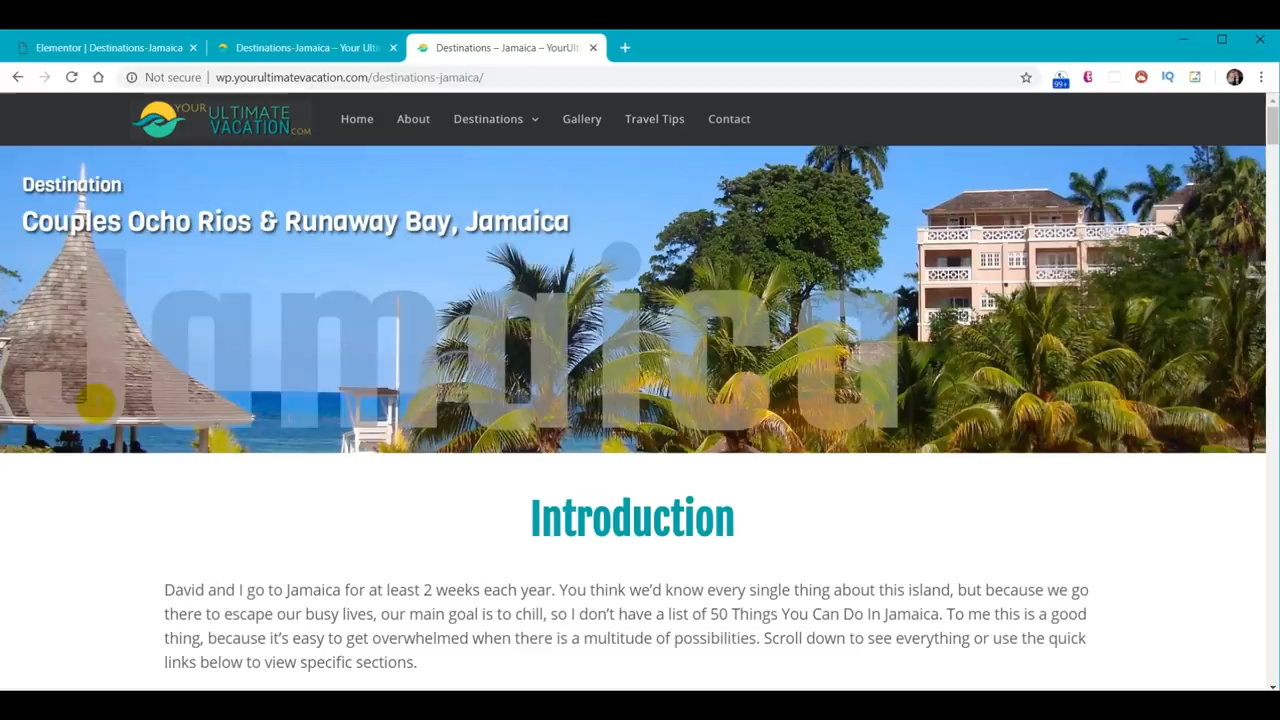 Elementor | Destinations-Jamaica
Destinations-Jamaica – Your Ulti
Destinations – Jamaica – YourUlti
Not secure | wp.yourultimatevacation.com/destinations-jamaica/
99+
IQ
YOUR ULTIMATE VACATION.COM
Home About Destinations Gallery Travel Tips Contact
Destination
Couples Ocho Rios & Runaway Bay, Jamaica
Jamaica
Introduction
David and I go to Jamaica for at least 2 weeks each year. You think we’d know every single thing about this island, but because we go
there to escape our busy lives, our main goal is to chill, so I don’t have a list of 50 Things You Can Do In Jamaica. To me this is a good
thing, because it’s easy to get overwhelmed when there is a multitude of possibilities. Scroll down to see everything or use the quick
links below to view specific sections.